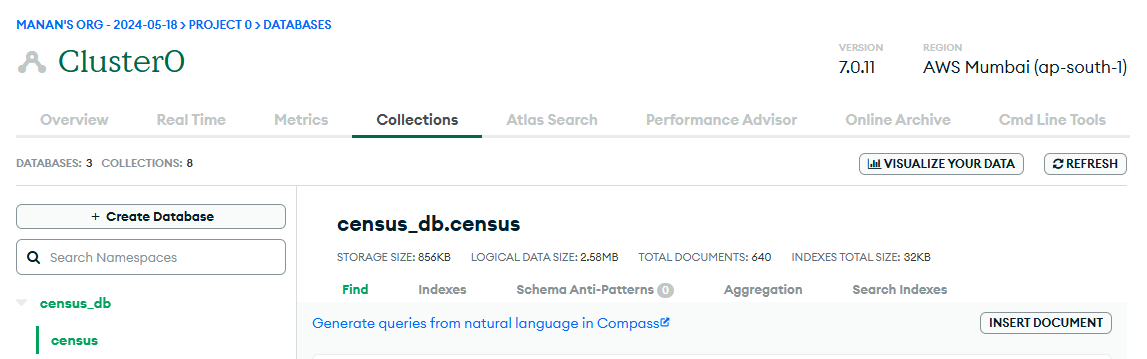 MANAN'S ORG - 2024-05-18 > PROJECT 0 > DATABASES
Cluster0
VERSION
7.0.11
REGION
AWS Mumbai (ap-south-1)
Overview Real Time Metrics Collections Atlas Search Performance Advisor Online Archive Cmd Line Tools
DATABASES: 3 COLLECTIONS: 8
VISUALIZE YOUR DATA
REFRESH
+ Create Database
Search Namespaces
census_db
census
census_db.census
STORAGE SIZE: 856KB LOGICAL DATA SIZE: 2.58MB TOTAL DOCUMENTS: 640 INDEXES TOTAL SIZE: 32KB
Find Indexes Schema Anti-Patterns 0 Aggregation Search Indexes
Generate queries from natural language in Compass
INSERT DOCUMENT